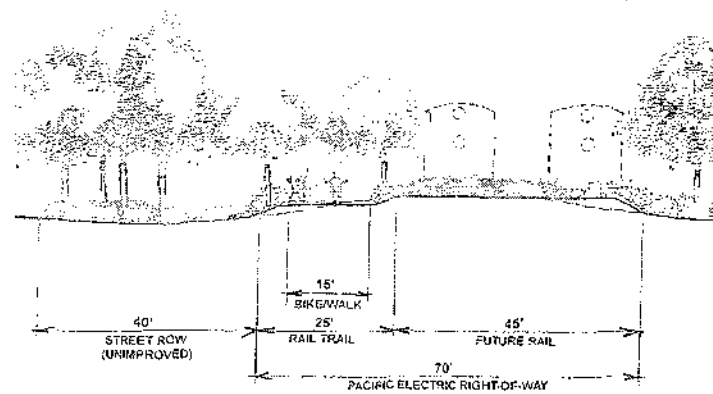 15'
BIKE/WALK
40'
STREET ROW
(UNIMPROVED)
25'
RAIL TRAIL
45'
FUTURE RAIL
70'
PACIFIC ELECTRIC RIGHT-OF-WAY